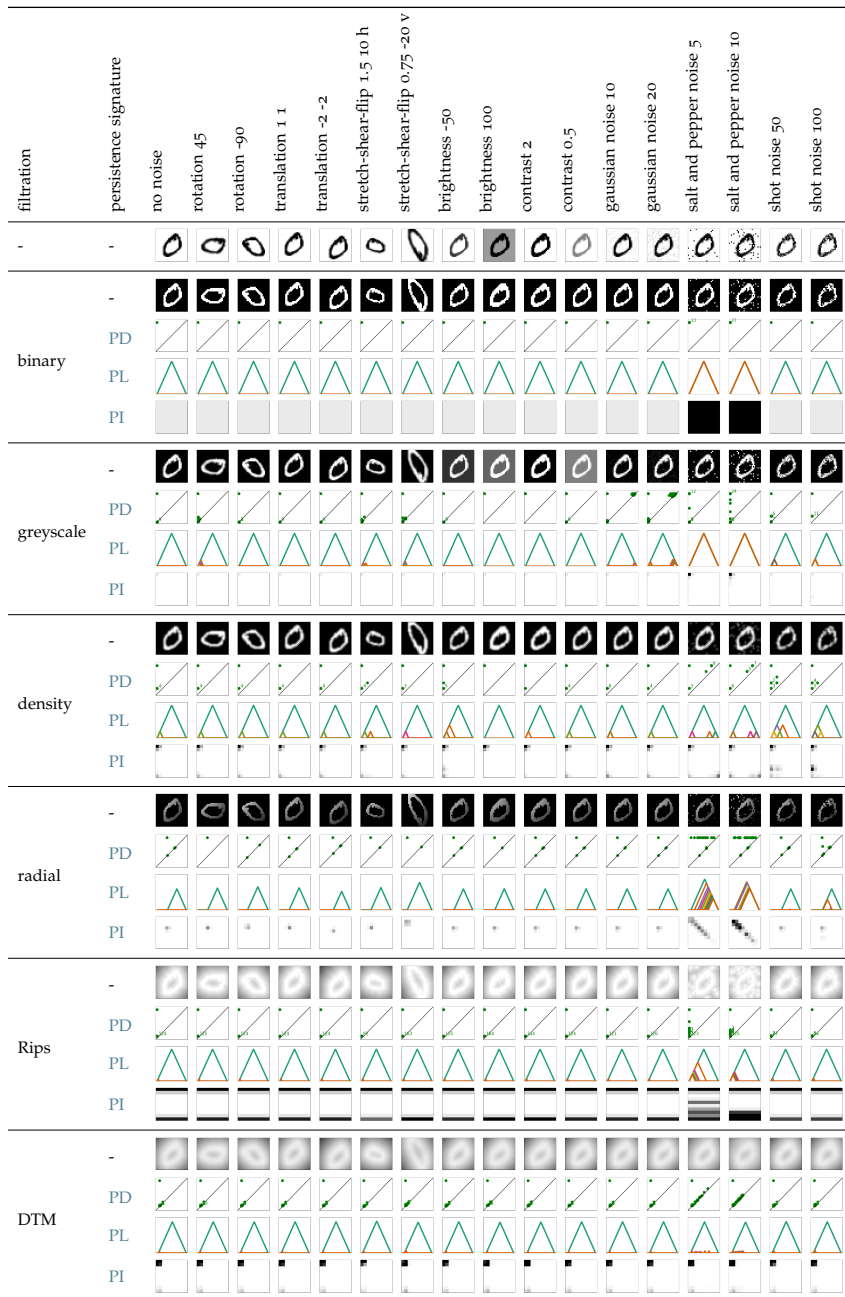 filtration
persistence signature
no noise
rotation 45
rotation -90
translation 1 1
translation -2 -2
stretch-shear-flip 1.5 10 h
stretch-shear-flip 0.75 -20 v
brightness -50
brightness 100
contrast 2
contrast 0.5
gaussian noise 10
gaussian noise 20
salt and pepper noise 5
salt and pepper noise 10
shot noise 50
shot noise 100
- -
binary
-
PD
PL
PI
greyscale
-
PD
PL
PI
density
-
PD
PL
PI
radial
-
PD
PL
PI
Rips
-
PD
PL
PI
DTM
-
PD
PL
PI